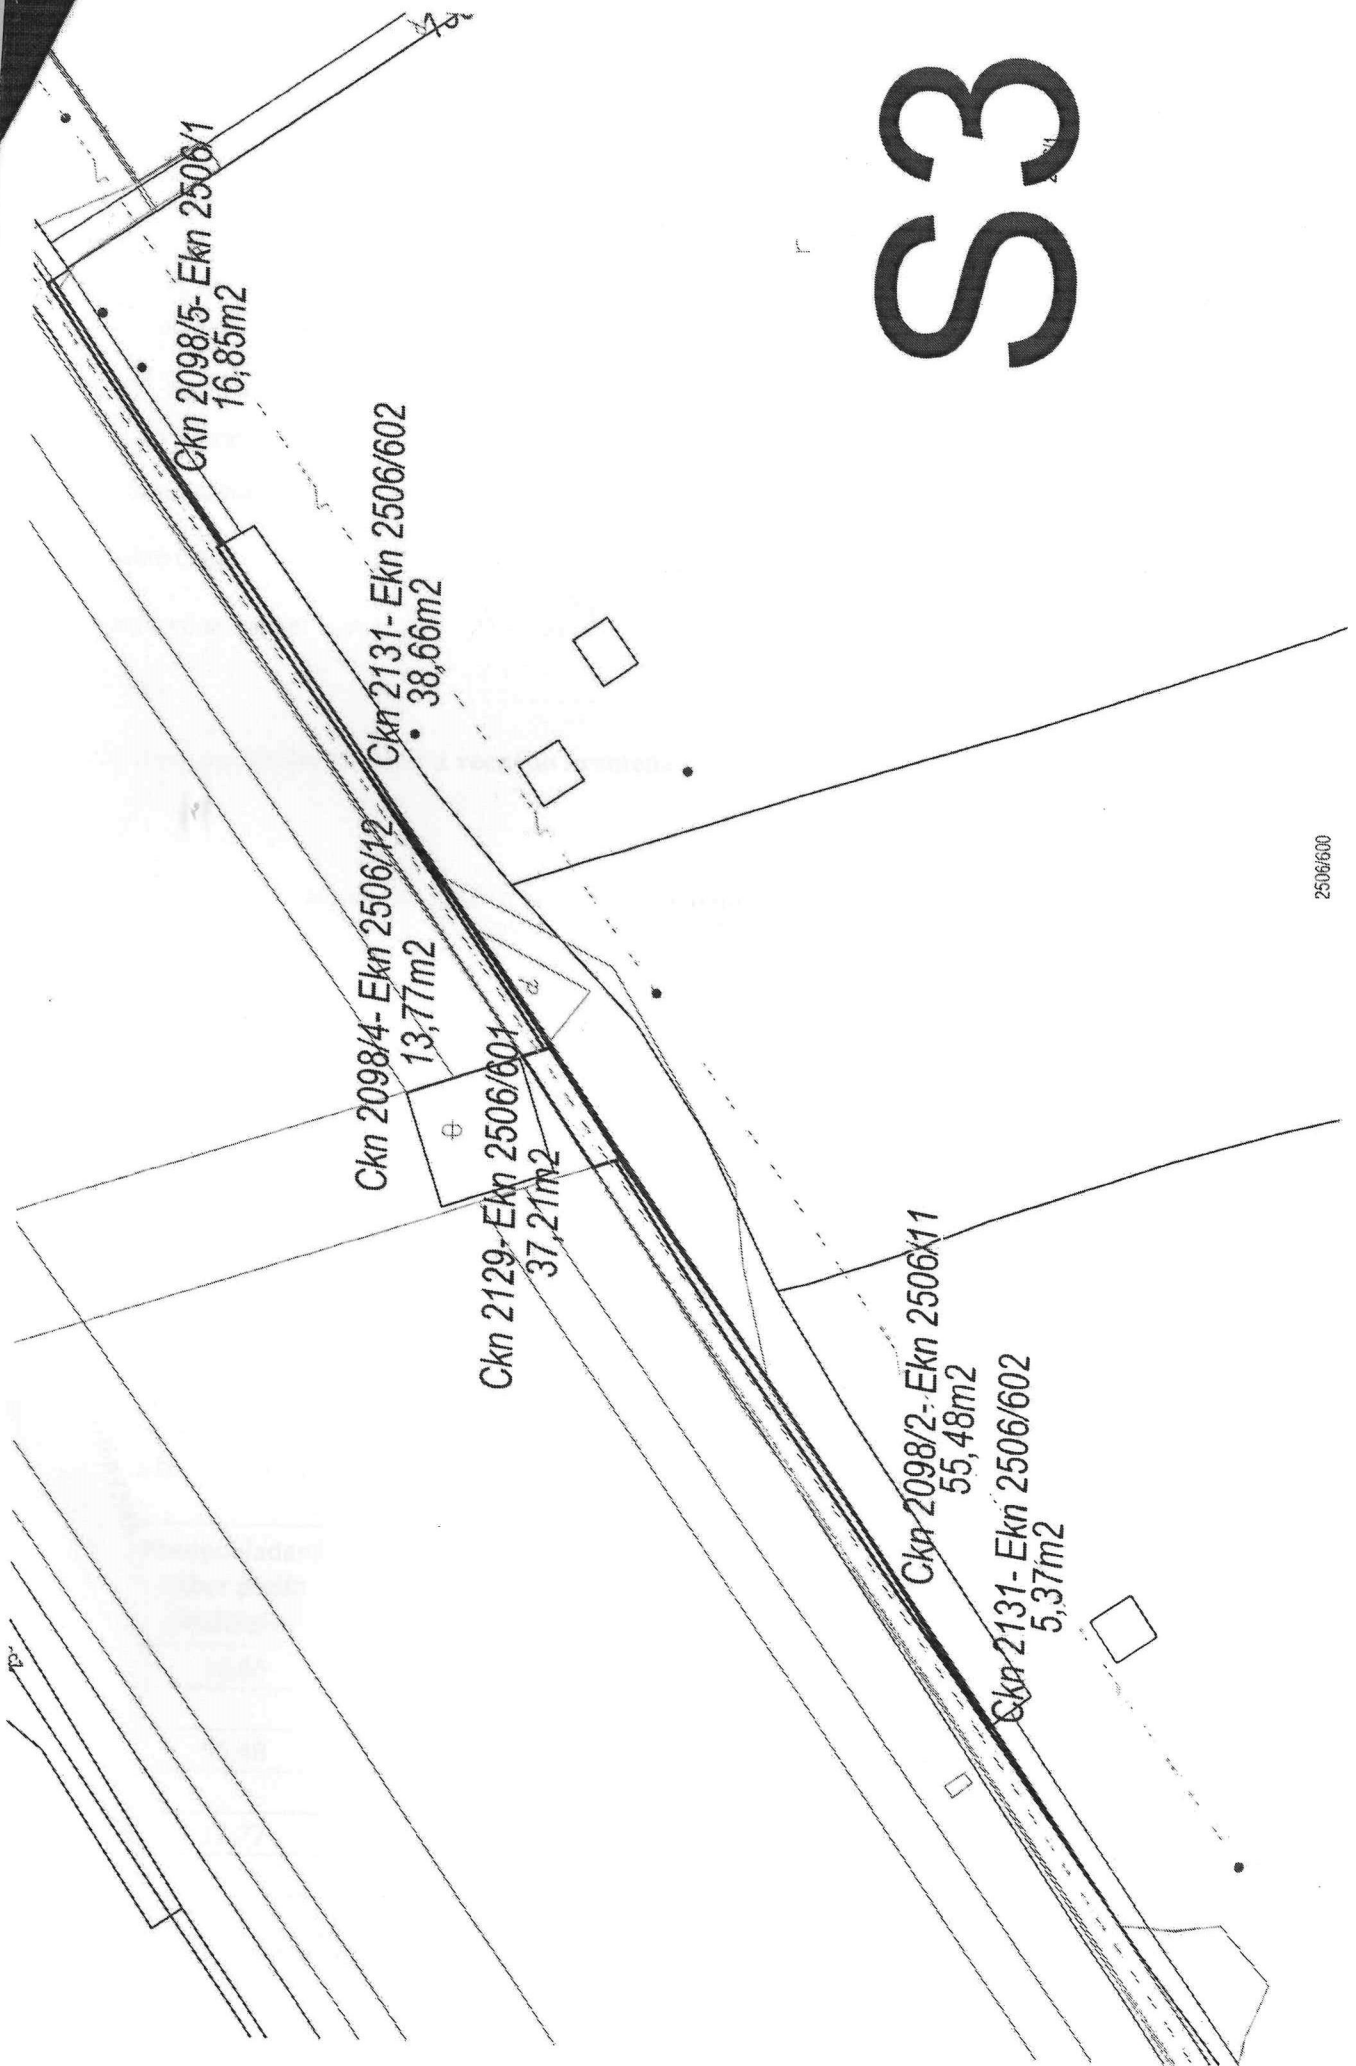 S3
Ckn 2098/5- Ekn 2506/1
16,85m2
Ckn 2131- Ekn 2506/602
38,66m2
Ckn 2098/4- Ekn 2506/12
13,77m2
Ckn 2129- Ekn 2506/601
37,21m2
Ckn 2098/2- Ekn 2506/11
55,48m2
Ckn 2131- Ekn 2506/602
5,37m2
2506/600
d
r